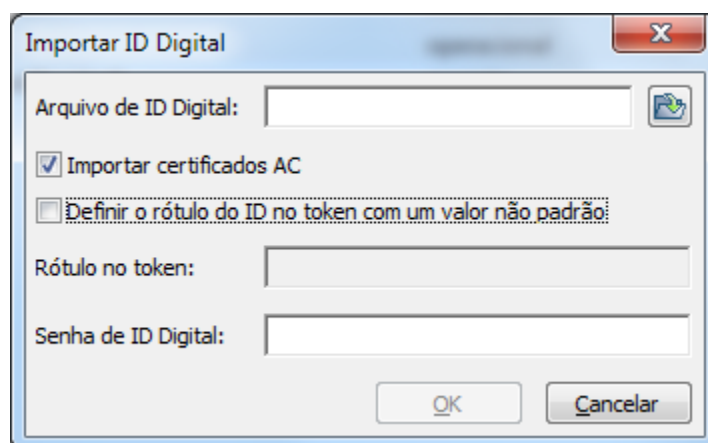 Importar ID Digital
Arquivo de ID Digital:
Importar certificados AC
Definir o rótulo do ID no token com um valor não padrão
Rótulo no token:
Senha de ID Digital:
OK
Cancelar